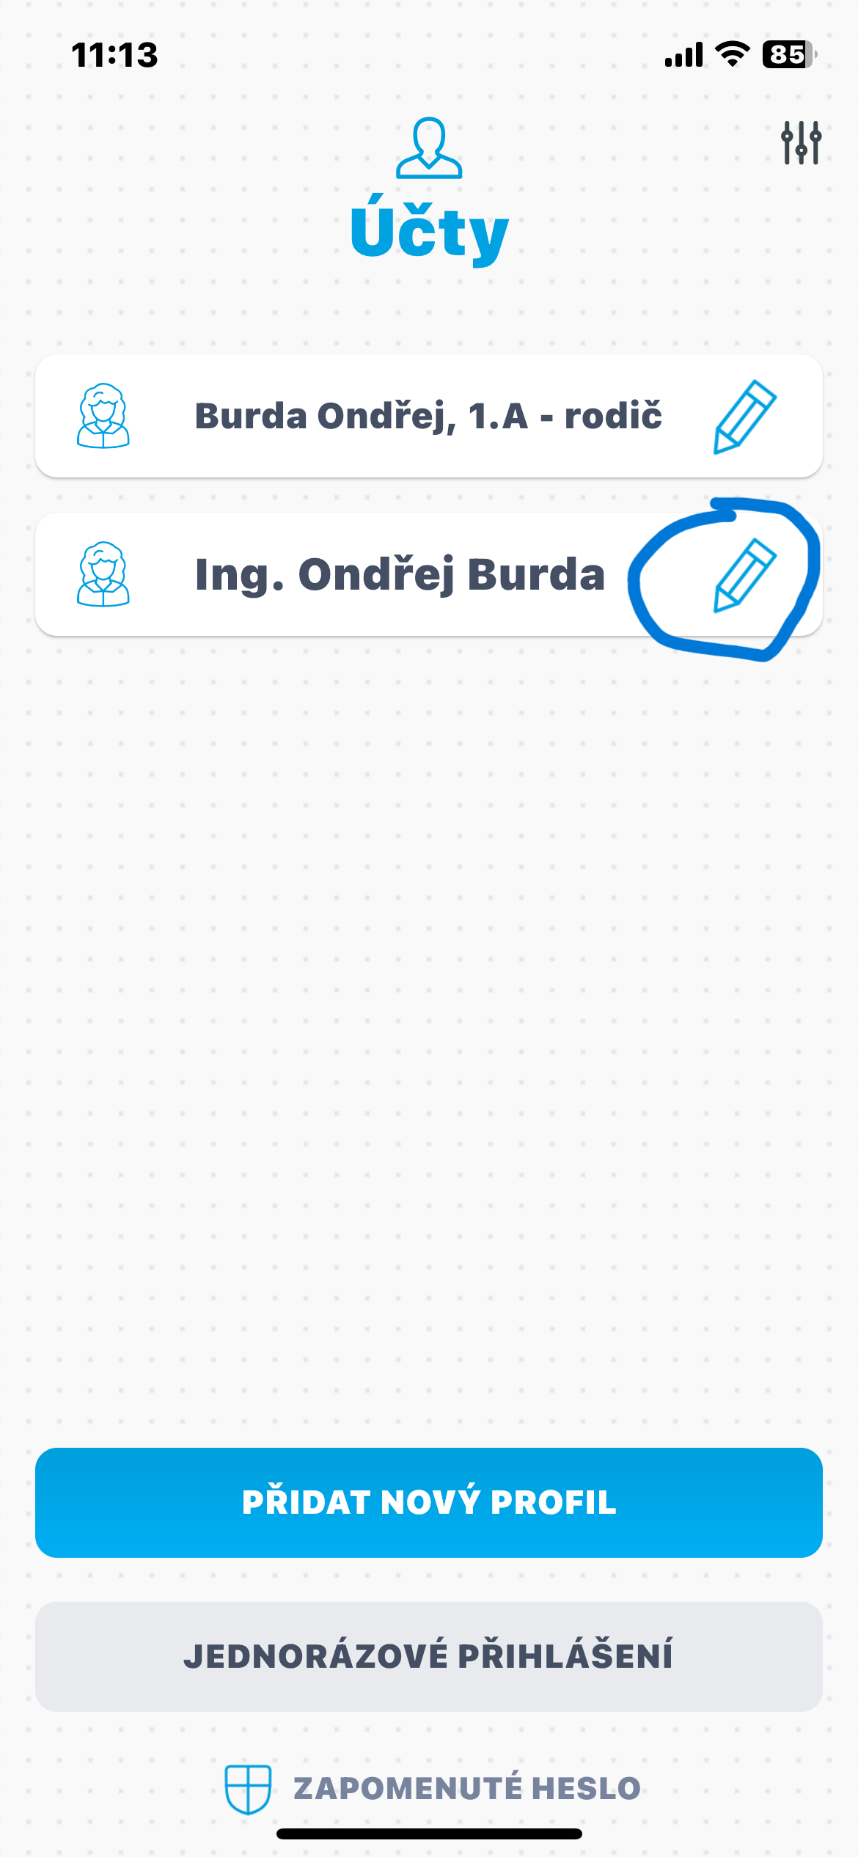 11:13
85
Účty
Burda Ondřej, 1.A - rodič
Ing. Ondřej Burda
PŘIDAT NOVÝ PROFIL
JEDNORÁZOVÉ PŘIHLÁŠENÍ
ZAPOMENUTÉ HESLO